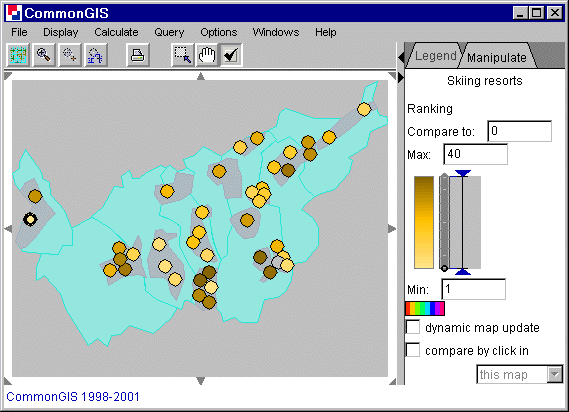 CommonGIS
File Display Calculate Query Options Windows Help
Legend Manipulate
Skiing resorts
Ranking
Compare to: 0
Max: 40
Min: 1
dynamic map update
compare by click in
this map
CommonGIS 1998-2001